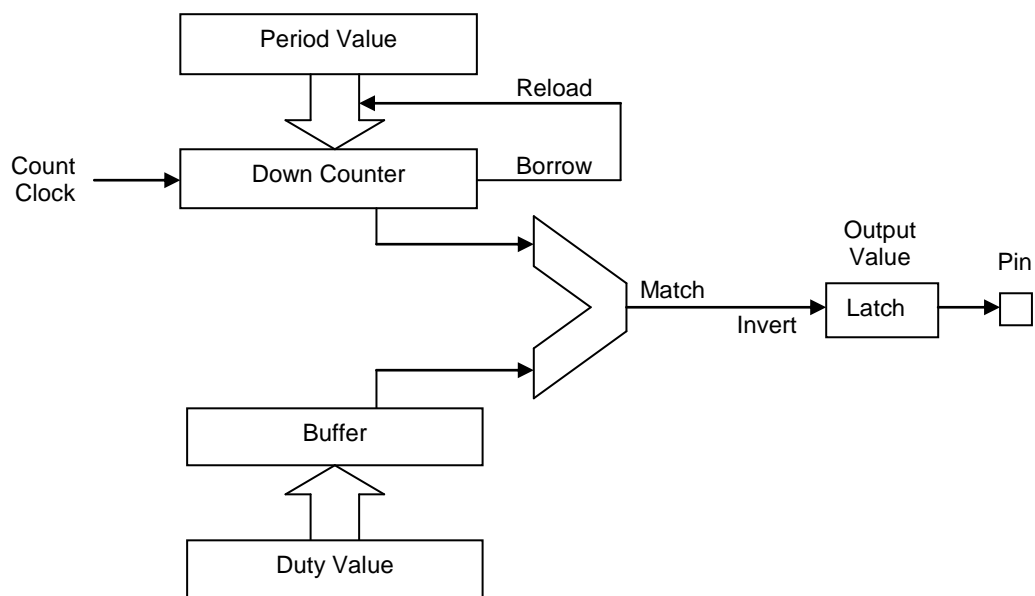 Period Value
Reload
Count
Clock
Down Counter
Borrow
Output
Value
Pin
Match
Invert
Latch
Buffer
Duty Value